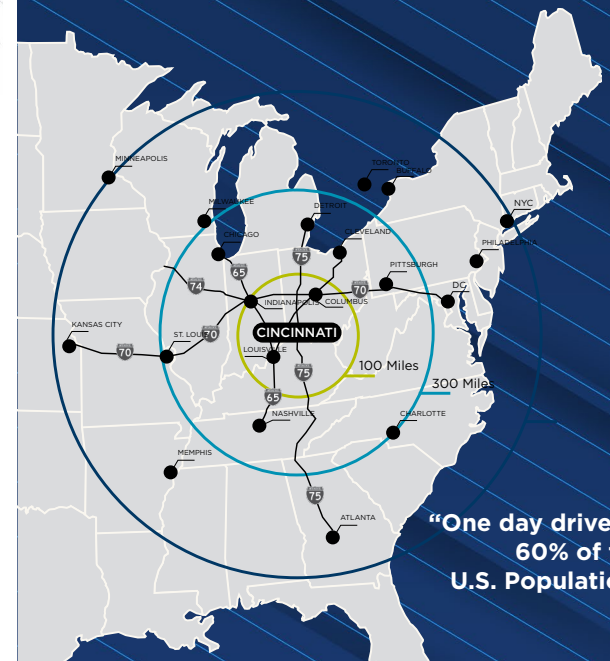 MINNEAPOLIS
TORONTO
BUFFALO
MILWAUKEE
DETROIT
NYC
CHICAGO
CLEVELAND
PHILADELPHIA
75
65
PITTSBURGH
74
70
DC
INDIANAPOLIS
COLUMBUS
KANSAS CITY
ST. LOUIS
70
CINCINNATI
70
LOUISVILLE
100 Miles
75
300 Miles
65
NASHVILLE
CHARLOTTE
MEMPHIS
75
ATLANTA
“One day drive
60% of
U.S. Populatio